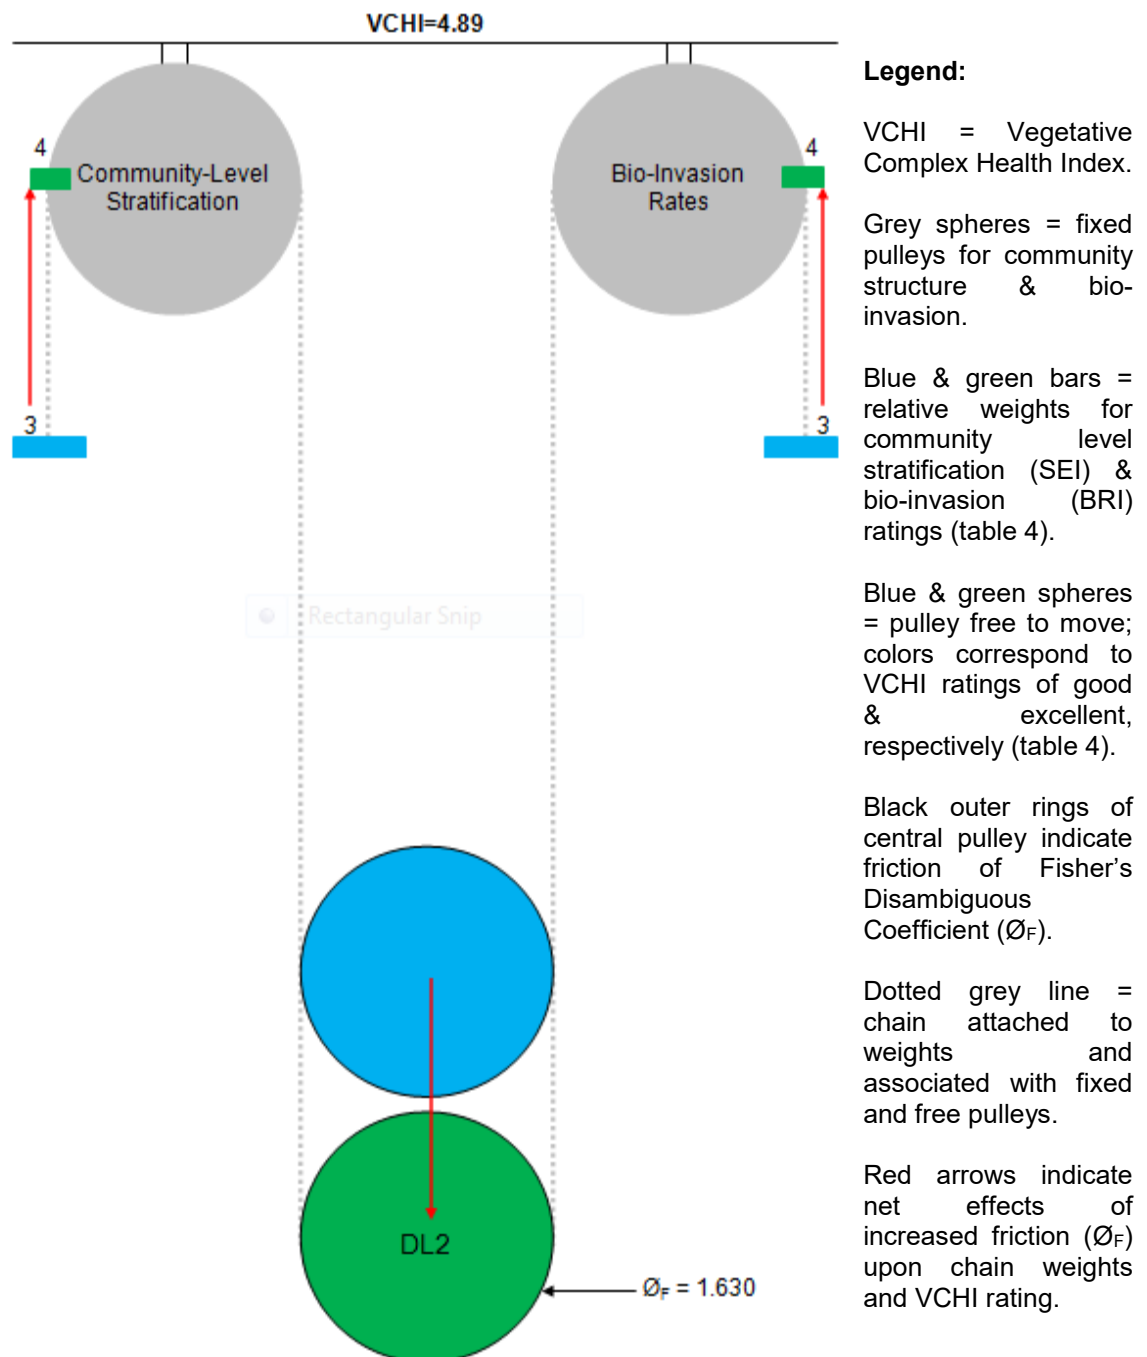 VCHI=4.89
4
Community-Level
Stratification
3
4
Bio-Invasion
Rates
3
Rectangular Snip
DL2
ØF = 1.630
Legend:
VCHI = Vegetative
Complex Health Index.
Grey spheres = fixed
pulleys for community
structure & bio-
invasion.
Blue & green bars =
relative weights for
community level
stratification (SEI) &
bio-invasion (BRI)
ratings (table 4).
Blue & green spheres
= pulley free to move;
colors correspond to
VCHI ratings of good
& excellent,
respectively (table 4).
Black outer rings of
central pulley indicate
friction of Fisher’s
Disambiguous
Coefficient (ØF).
Dotted grey line =
chain attached to
weights and
associated with fixed
and free pulleys.
Red arrows indicate
net effects of
increased friction (ØF)
upon chain weights
and VCHI rating.